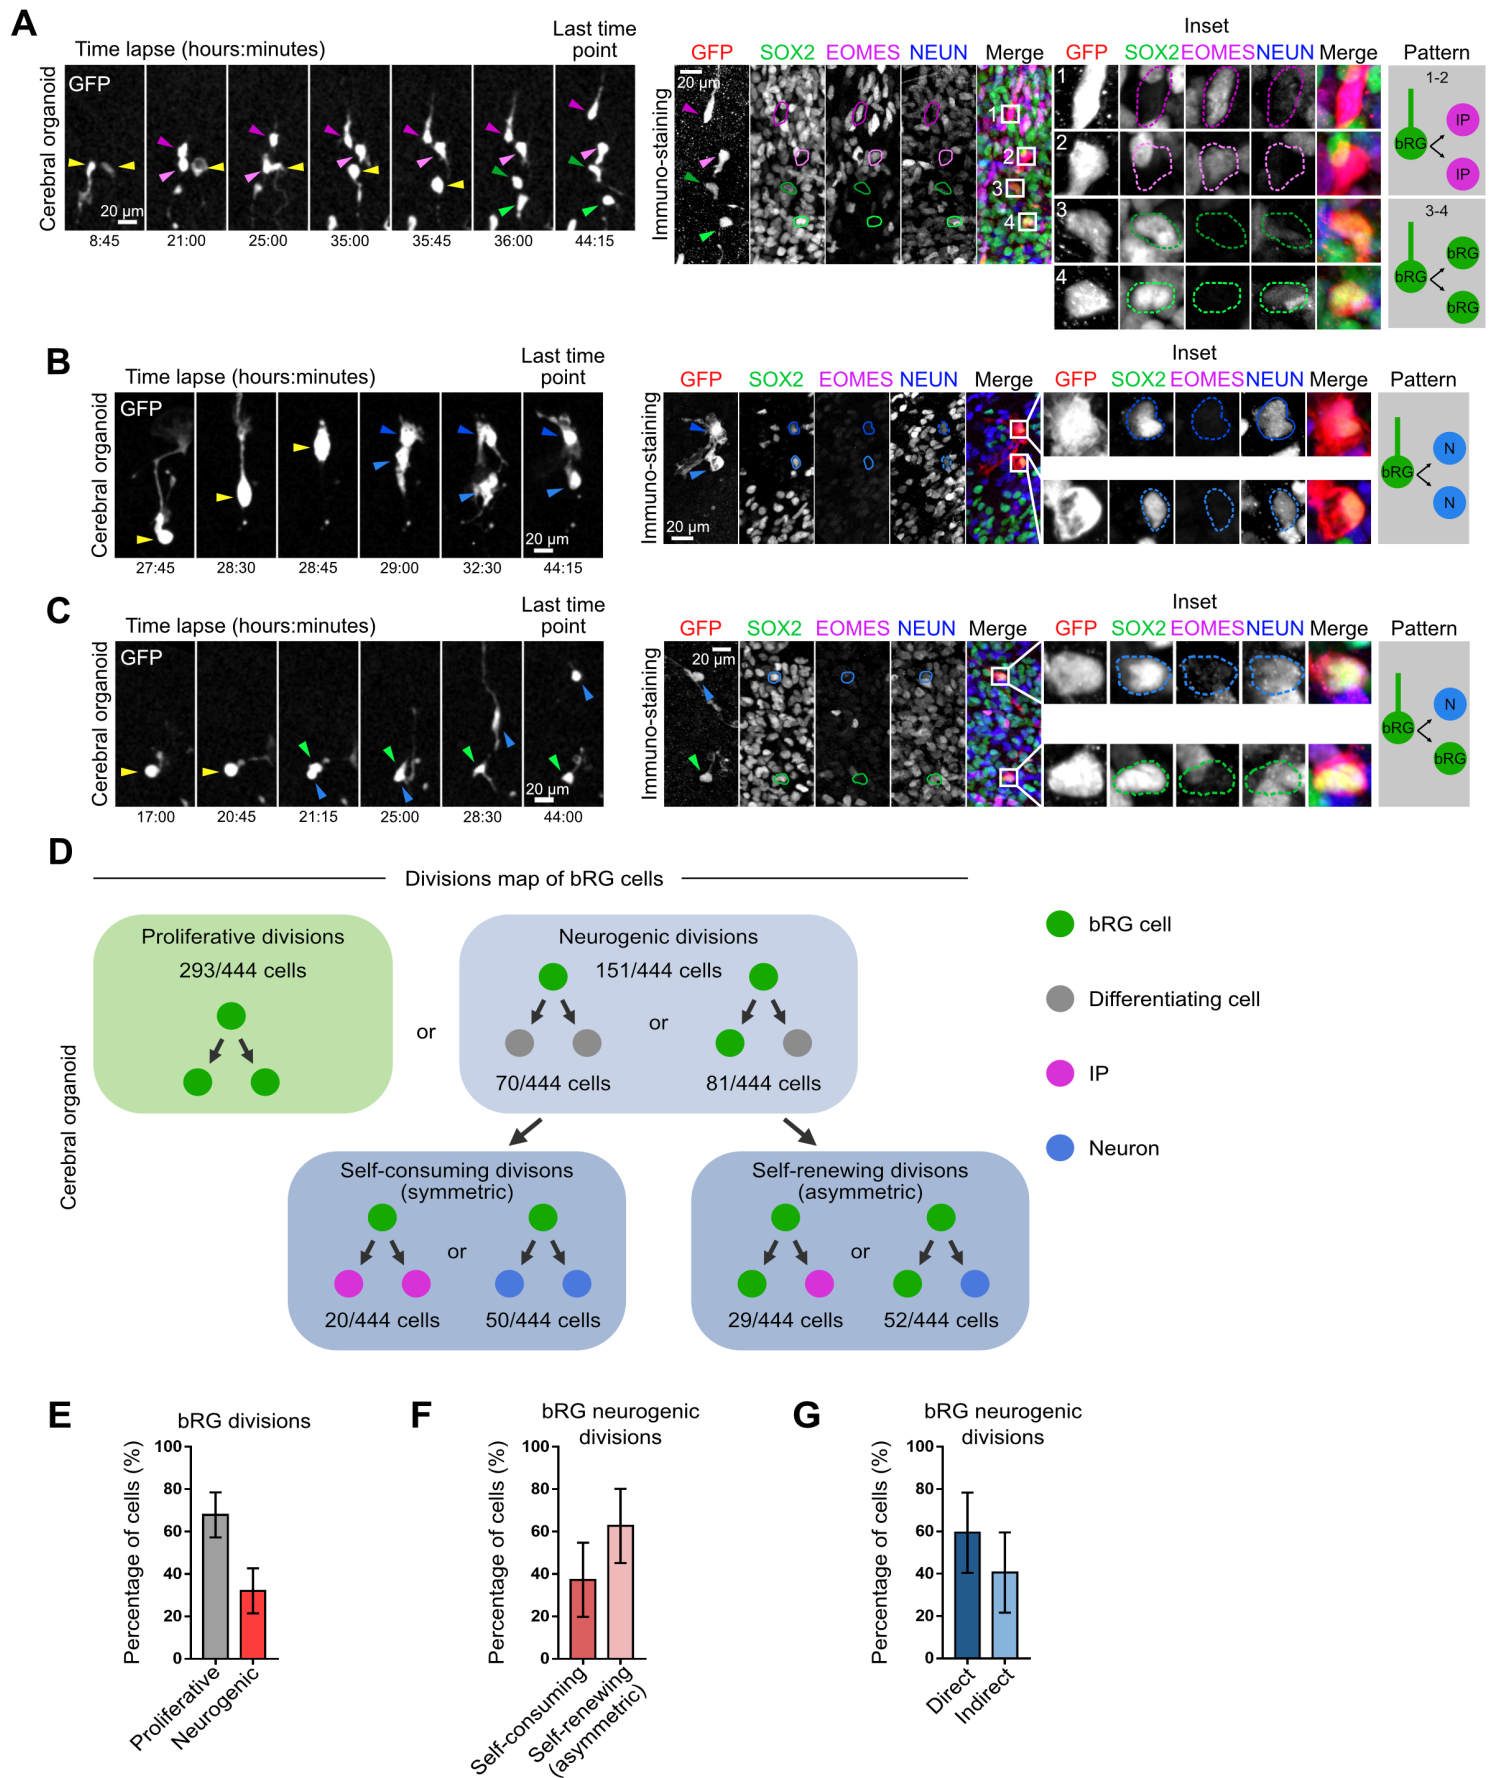 A
Time lapse (hours:minutes)
Last time
point
Cerebral organoid
GFP
20 µm
8:45
21:00
25:00
35:00
35:45
36:00
44:15
Immuno-staining
GFP SOX2 EOMES NEUN Merge
20 µm
1
2
3
4
Inset
GFP SOX2 EOMES NEUN Merge
1
2
3
4
Pattern
1-2
bRG
IP
IP
3-4
bRG
bRG
bRG
B
Time lapse (hours:minutes)
Last time
point
Cerebral organoid
GFP
20 µm
27:45
28:30
28:45
29:00
32:30
44:15
Immuno-staining
GFP SOX2 EOMES NEUN Merge
20 µm
Inset
GFP SOX2 EOMES NEUN Merge
Pattern
bRG
N
N
C
Time lapse (hours:minutes)
Last time
point
Cerebral organoid
GFP
20 µm
17:00
20:45
21:15
25:00
28:30
44:00
Immuno-staining
GFP SOX2 EOMES NEUN Merge
20 µm
Inset
GFP SOX2 EOMES NEUN Merge
Pattern
bRG
N
bRG
D
Divisions map of bRG cells
Cerebral organoid
Proliferative divisions
293/444 cells
or
Neurogenic divisions
151/444 cells
or
70/444 cells
81/444 cells
Self-consuming divisons
(symmetric)
or
20/444 cells
50/444 cells
Self-renewing divisons
(asymmetric)
or
29/444 cells
52/444 cells
bRG cell
Differentiating cell
IP
Neuron
E
bRG divisions
Percentage of cells (%)
100
80
60
40
20
0
Proliferative
Neurogenic
F
bRG neurogenic
divisions
Percentage of cells (%)
100
80
60
40
20
0
Self-consuming
Self-renewing
(asymmetric)
G
bRG neurogenic
divisions
Percentage of cells (%)
100
80
60
40
20
0
Direct
Indirect